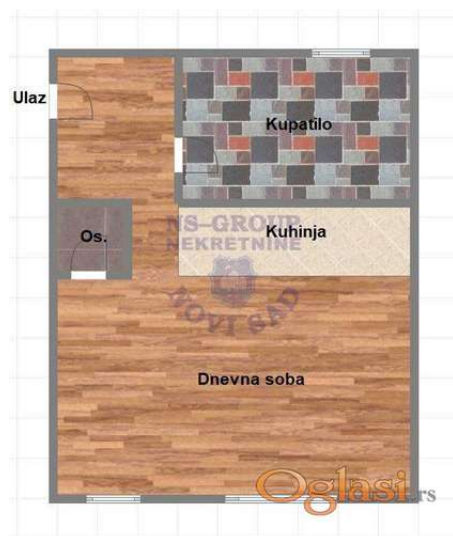 Ulaz
Kupatilo
NS-GROUP
NEKRETNINE
Os.
Kuhinja
NOVI SAD
Dnevna soba
Oglasi.rs